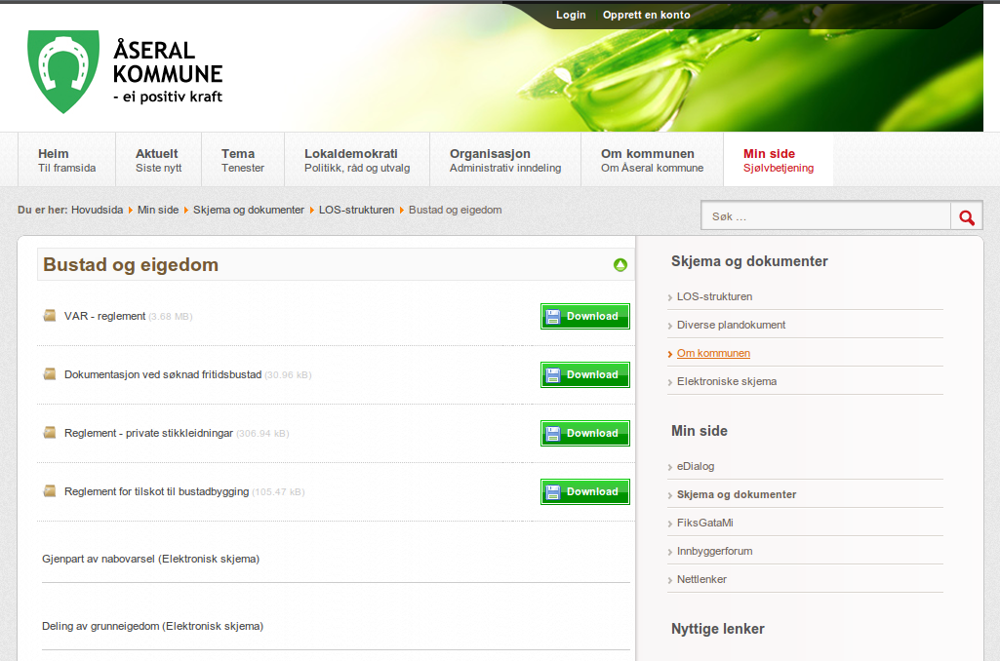 Login Opprett en konto
ÅSERAL
KOMMUNE
- ei positiv kraft
Heim Aktuelt Tema Lokaldemokrati Organisasjon Om kommunen Min side
Til framsida Siste nytt Tenester Politikk, råd og utvalg Administrativ inndeling Om Åseral kommune Sjølvbetjening
Du er her: Hovudsida Min side Skjema og dokumenter LOS-strukturen Bustad og eigedom
Søk ...
Bustad og eigedom
VAR - reglement (3.68 MB) Download
Dokumentasjon ved søknad fritidsbustad (30.96 kB) Download
Reglement - private stikkleidningar (306.94 kB) Download
Reglement for tilskot til bustadbygging (105.47 kB) Download
Gjenpart av nabovarsel (Elektronisk skjema)
Deling av grunneigedom (Elektronisk skjema)
Skjema og dokumenter
LOS-strukturen
Diverse plandokument
Om kommunen
Elektroniske skjema
Min side
eDialog
Skjema og dokumenter
FiksGataMi
Innbyggerforum
Nettlenker
Nyttige lenker